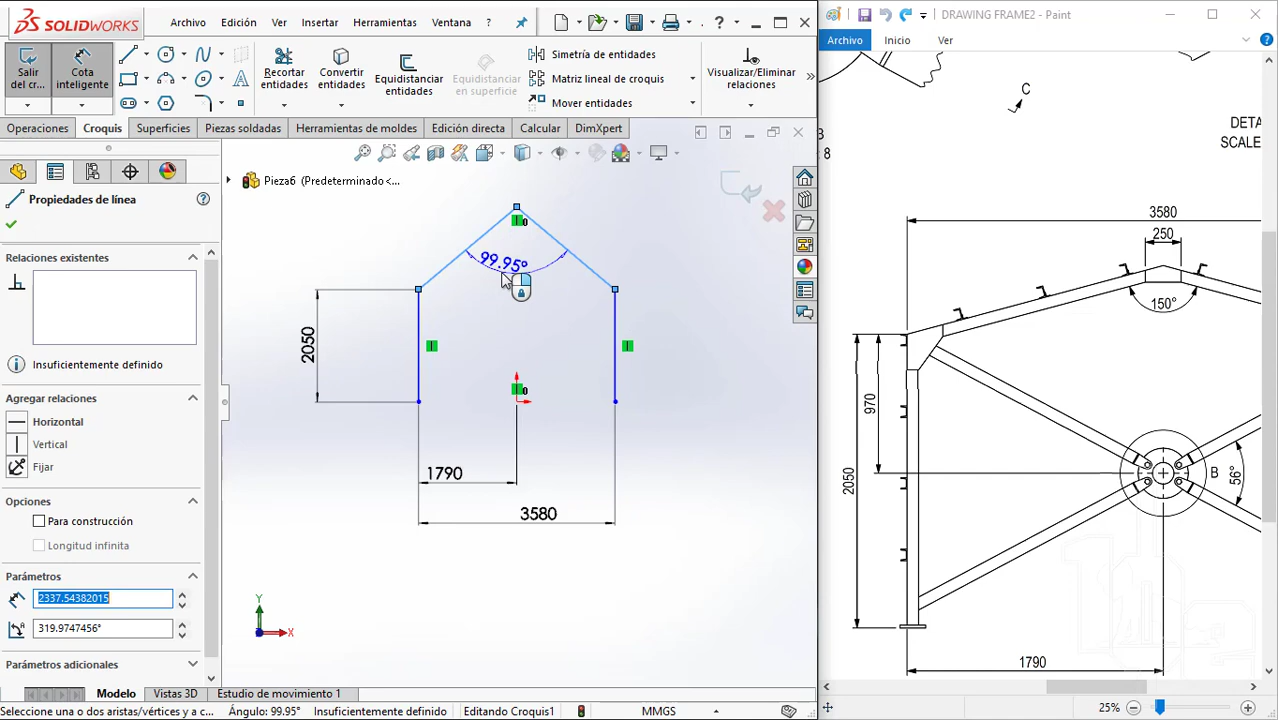 SOLIDWORKS
Archivo Edición Ver Insertar Herramientas Ventana ?
Salir del cr...
Cota inteligente
Recortar entidades
Convertir entidades
Equidistanciar entidades
Equidistanciar en superficie
Simetría de entidades
Matriz lineal de croquis
Mover entidades
Visualizar/Eliminar relaciones
Operaciones Croquis Superficies Piezas soldadas Herramientas de moldes Edición directa Calcular DimXpert
Pieza6 (Predeterminado <...
Propiedades de línea
Relaciones existentes
Insuficientemente definido
Agregar relaciones
Horizontal
Vertical
Fijar
Opciones
Para construcción
Longitud infinita
Parámetros
2337.54382015
319.9747456°
Parámetros adicionales
0
99.95°
2050
0
1790
3580
Y
X
Modelo Vistas 3D Estudio de movimiento 1
Seleccione una o dos aristas/vértices y a c... Ángulo: 99.95° Insuficientemente definido Editando Croquis1 MMGS
DRAWING FRAME2 - Paint
Archivo Inicio Ver
C
B
8
DETA
SCALE
3580
250
150°
970
2050
B
56°
1790
25%